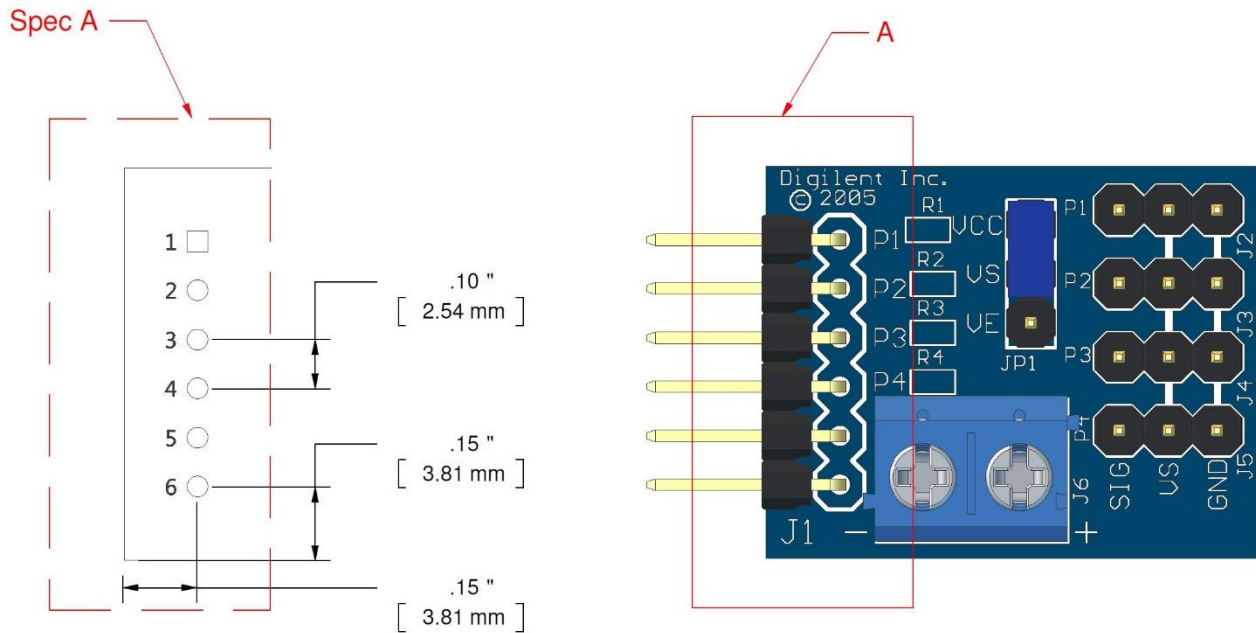 Spec A
1
2
3
4
5
6
.10 "
[ 2.54 mm ]
.15 "
[ 3.81 mm ]
.15 "
[ 3.81 mm ]
A
Digilent Inc.
© 2005
P1
P2
P3
P4
R1
R2
R3
R4
VCC
VS
VE
JP1
P1
P2
P3
P4
J2
J3
J4
J5
SIG
VS
GND
J6
J1
-
+